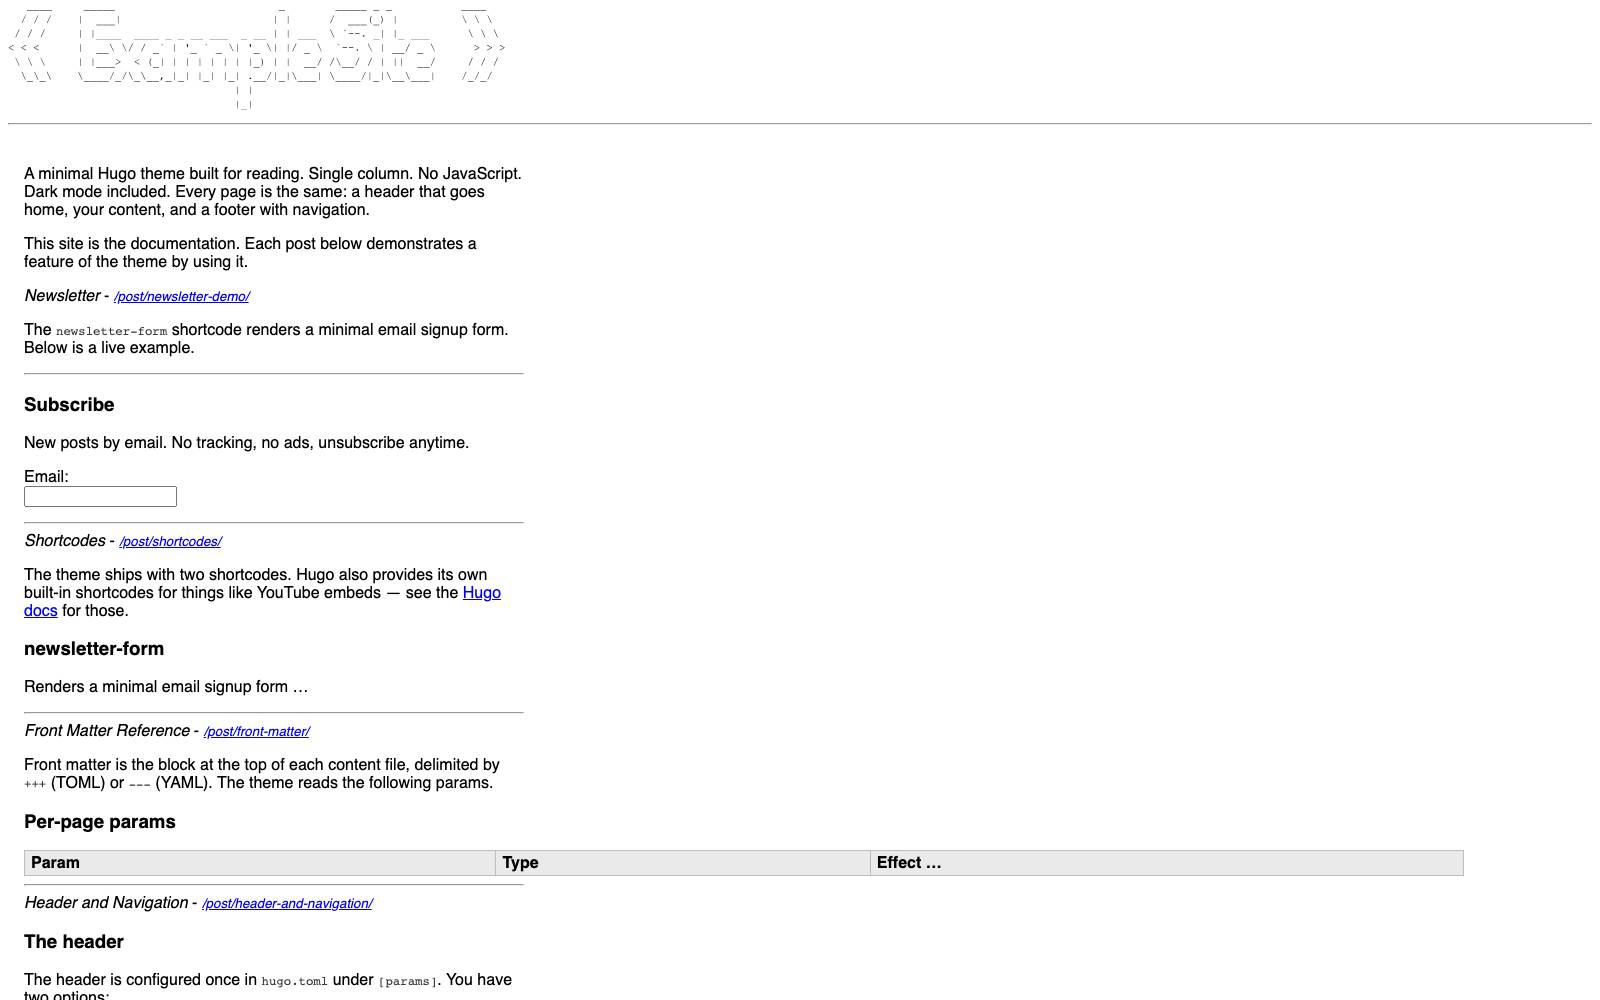 Example Site
A minimal Hugo theme built for reading. Single column. No JavaScript.
Dark mode included. Every page is the same: a header that goes
home, your content, and a footer with navigation.
This site is the documentation. Each post below demonstrates a
feature of the theme by using it.
Newsletter - /post/newsletter-demo/
The newsletter-form shortcode renders a minimal email signup form.
Below is a live example.
Subscribe
New posts by email. No tracking, no ads, unsubscribe anytime.
Email:
Shortcodes - /post/shortcodes/
The theme ships with two shortcodes. Hugo also provides its own
built-in shortcodes for things like YouTube embeds — see the Hugo
docs for those.
newsletter-form
Renders a minimal email signup form …
Front Matter Reference - /post/front-matter/
Front matter is the block at the top of each content file, delimited by
+++ (TOML) or --- (YAML). The theme reads the following params.
Per-page params
Param Type Effect …
Header and Navigation - /post/header-and-navigation/
The header
The header is configured once in hugo.toml under [params]. You have
two options: